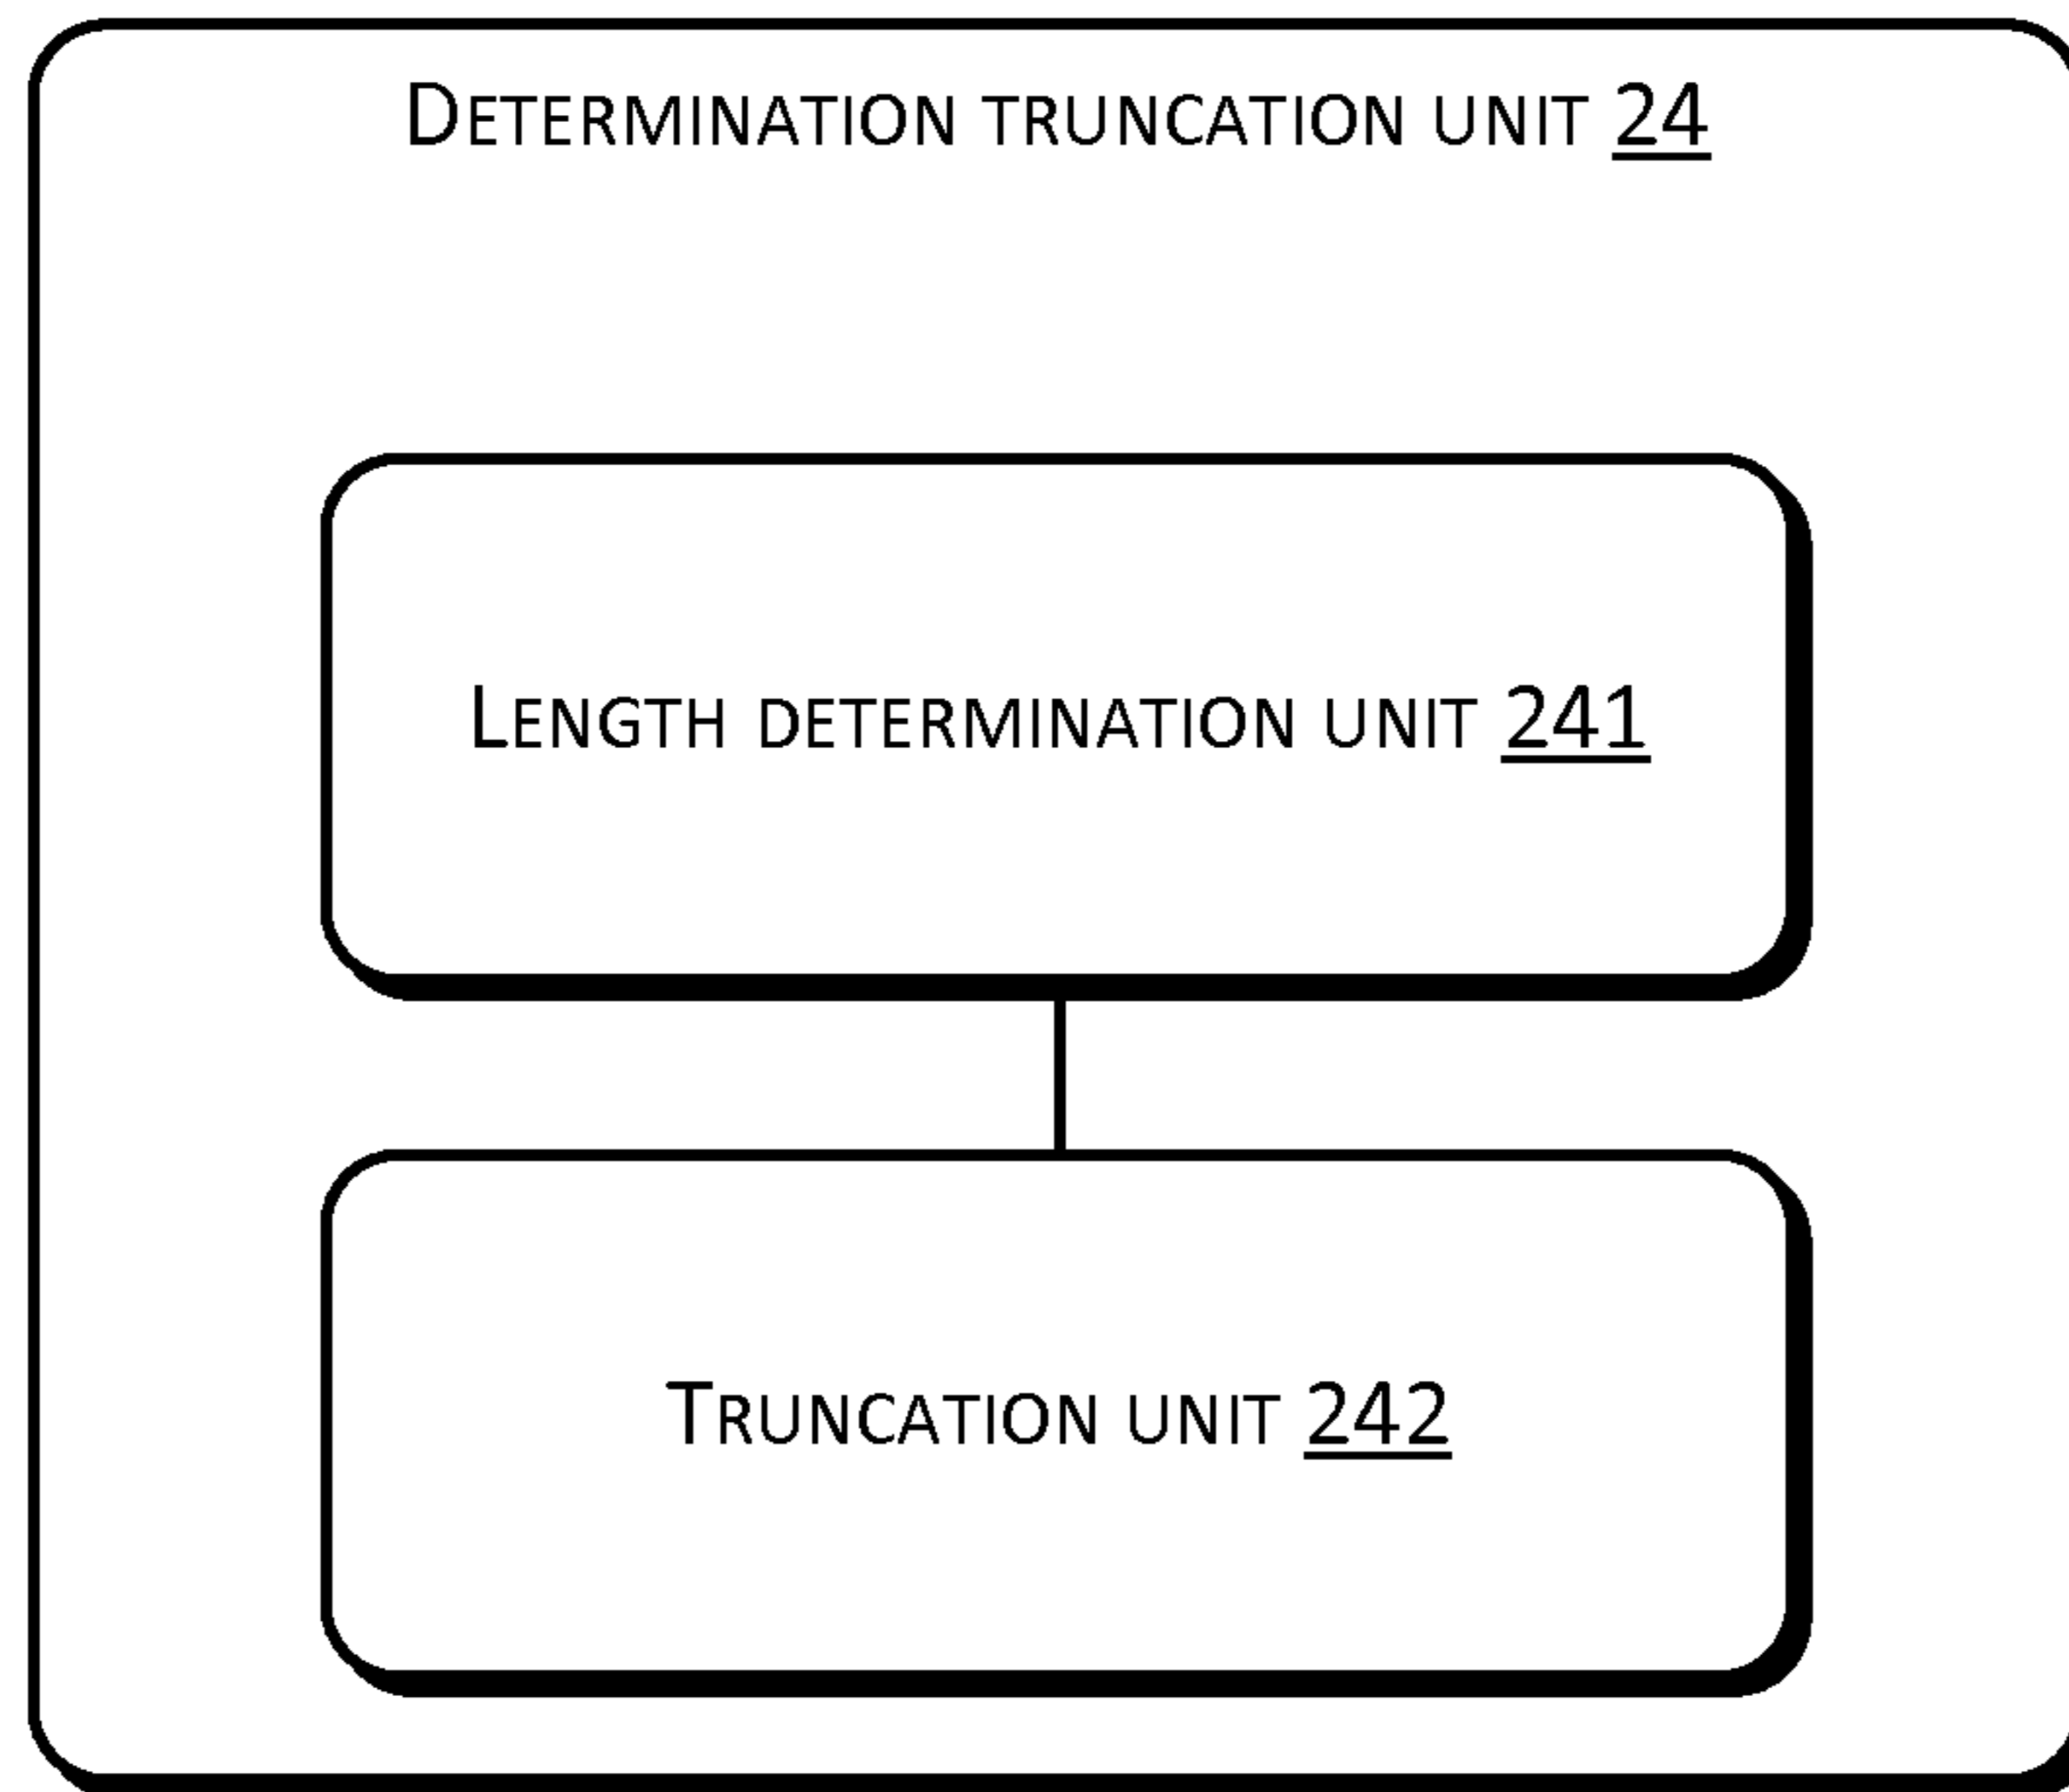 DETERMINATION TRUNCATION UNIT 24
LENGTH DETERMINATION UNIT 241
TRUNCATION UNIT 242